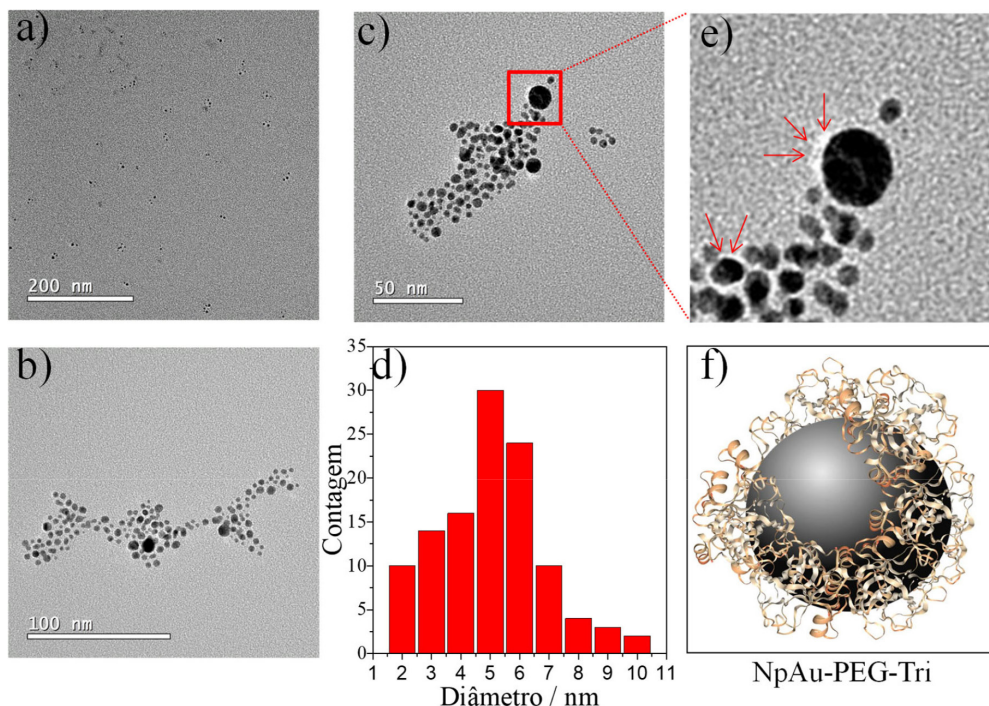 a)
200 nm
b)
100 nm
c)
50 nm
d)
35
30
25
20
15
10
5
0
Contagem
1 2 3 4 5 6 7 8 9 10 11
Diâmetro / nm
e)
f)
NpAu-PEG-Tri